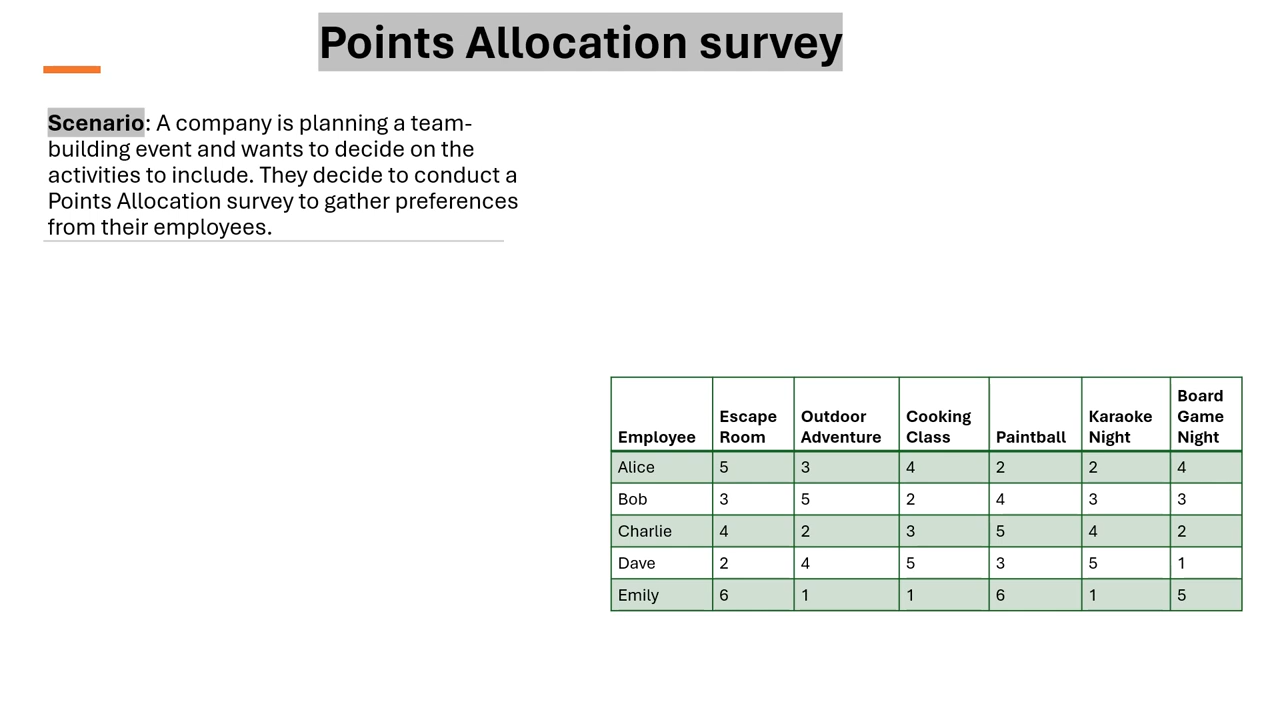 Points Allocation survey
Scenario: A company is planning a team-
building event and wants to decide on the
activities to include. They decide to conduct a
Points Allocation survey to gather preferences
from their employees.
Employee Escape Room Outdoor Adventure Cooking Class Paintball Karaoke Night Board Game Night
Alice 5 3 4 2 2 4
Bob 3 5 2 4 3 3
Charlie 4 2 3 5 4 2
Dave 2 4 5 3 5 1
Emily 6 1 1 6 1 5